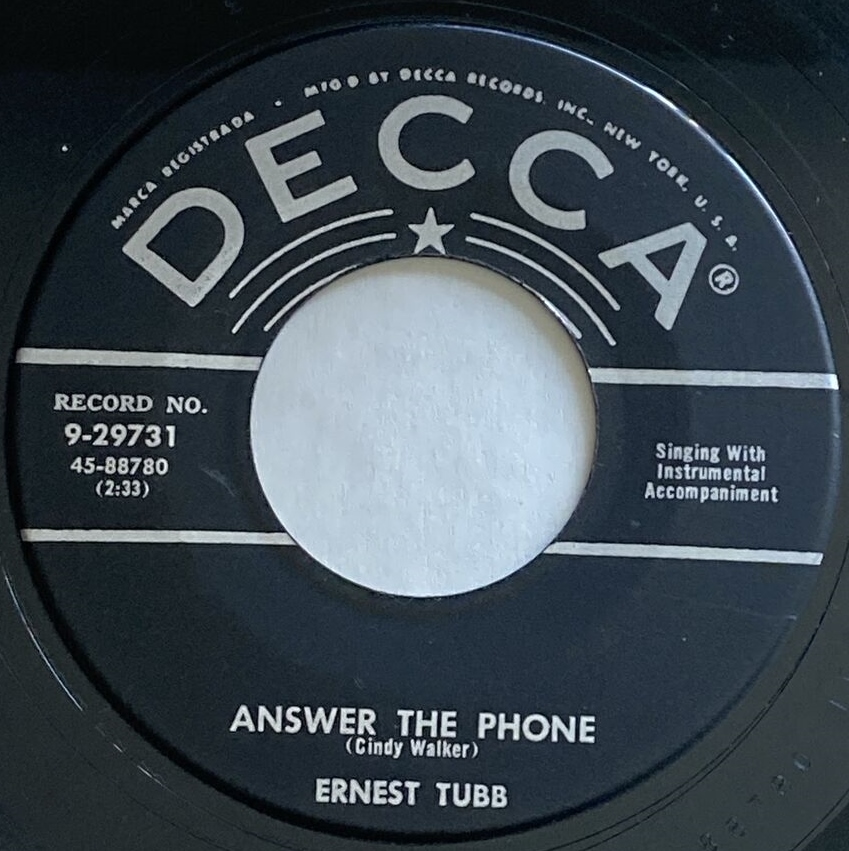 MARCA REGISTRADA • MFG'D BY DECCA RECORDS, INC., NEW YORK, U. S. A.
DECCA®
RECORD NO.
9-29731
45-88780
(2:33)
Singing With
Instrumental
Accompaniment
ANSWER THE PHONE
(Cindy Walker)
ERNEST TUBB